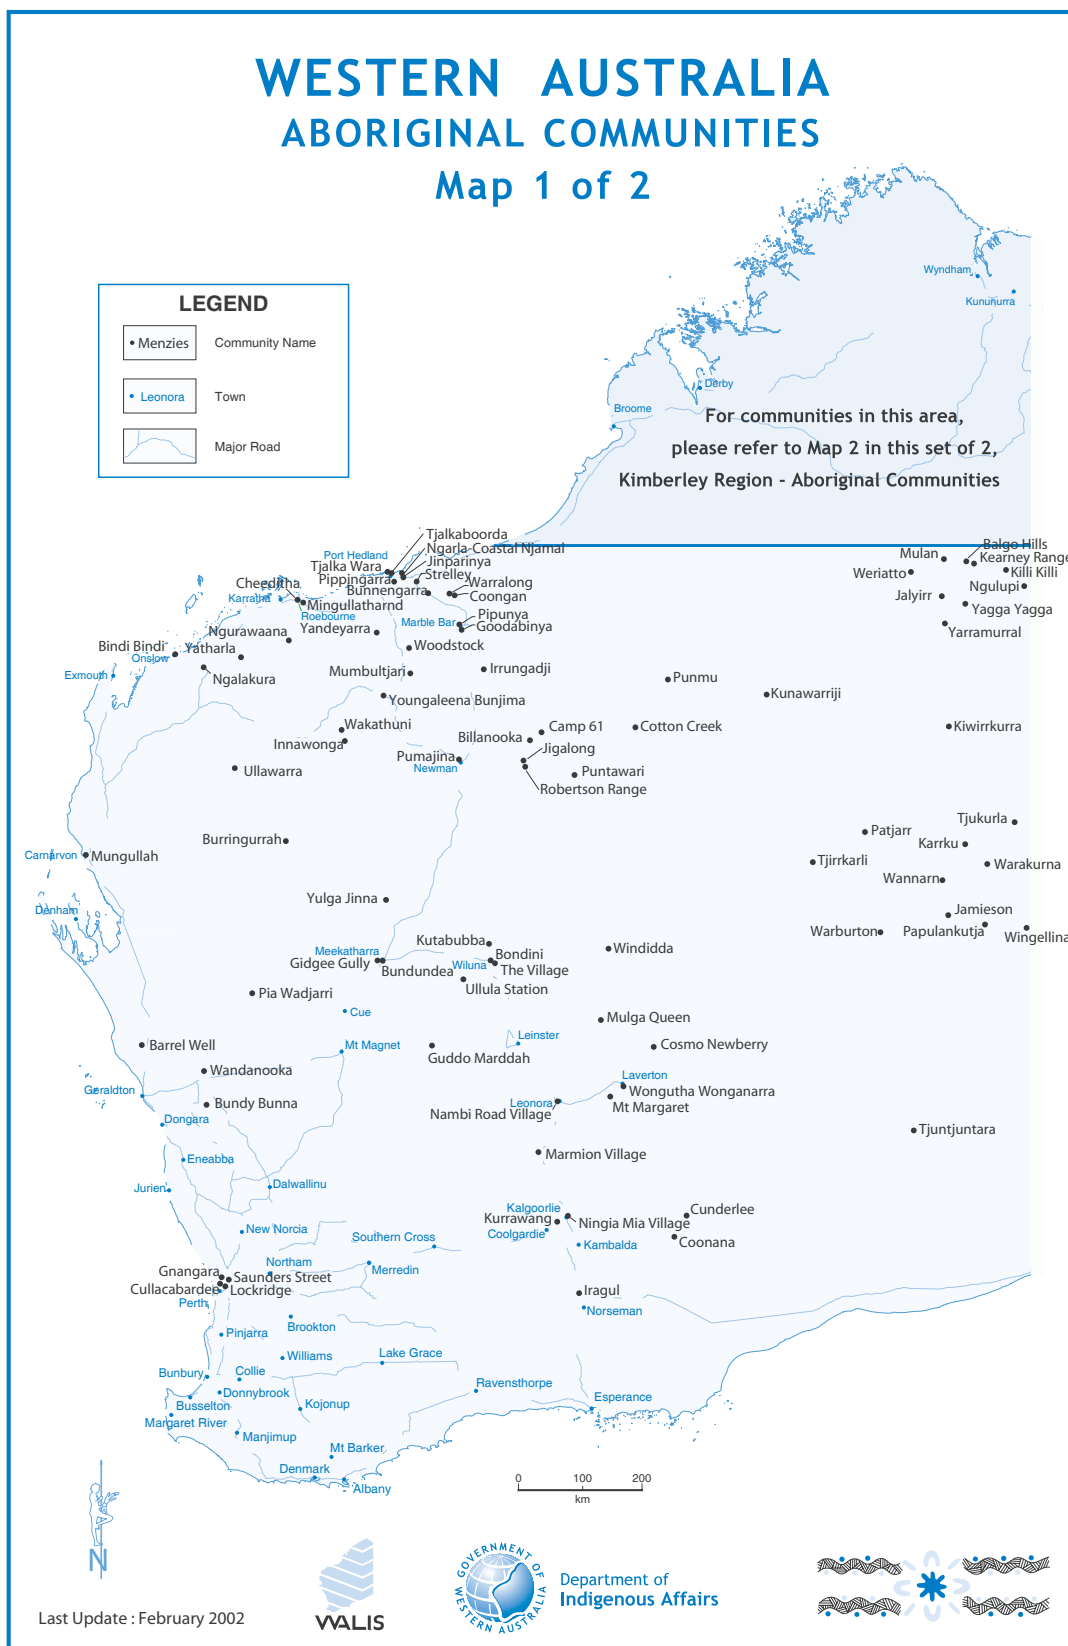 WESTERN AUSTRALIA
ABORIGINAL COMMUNITIES
Map 1 of 2
LEGEND
Menzies
Community Name
Leonora
Town
Major Road
Wyndham
Kununurra
Derby
Broome
For communities in this area,
please refer to Map 2 in this set of 2,
Kimberley Region - Aboriginal Communities
Tjalkaboorda
Ngarla-Coastal Njamal
Port Hedland
Jinparinya
Tjalka Wara
Strelley
Pippingarra
Warralong
Bunnengarra
Coongan
Cheeditha
Karratha
Mingullatharnd
Roebourne
Pipunya
Marble Bar
Goodabinya
Ngurawaana
Yandeyarra
Bindi Bindi
Yatharla
Onslow
Woodstock
Exmouth
Ngalakura
Mumbultjari
Irrungadji
Youngaleena Bunjima
Balgo Hills
Mulan
Kearney Range
Weriatto
Killi Killi
Ngulupi
Jalyirr
Yagga Yagga
Yarramurral
Punmu
Kunawarriji
Wakathuni
Innawonga
Camp 61
Billanooka
Cotton Creek
Kiwirrkurra
Jigalong
Pumajina
Newman
Puntawari
Robertson Range
Ullawarra
Burringurrah
Carnarvon
Mungullah
Tjukurla
Patjarr
Karrku
Tjirrkarli
Warakurna
Wannarn
Yulga Jinna
Denham
Jamieson
Warburton
Papulankutja
Wingellina
Kutabubba
Windidda
Meekatharra
Bondini
Gidgee Gully
Bundundea
Wiluna
The Village
Ullula Station
Pia Wadjarri
Cue
Mulga Queen
Leinster
Barrel Well
Mt Magnet
Guddo Marddah
Cosmo Newberry
Wandanooka
Laverton
Geraldton
Wongutha Wonganarra
Bundy Bunna
Leonora
Mt Margaret
Nambi Road Village
Dongara
Tjuntjuntara
Eneabba
Marmion Village
Jurien
Dalwallinu
Kalgoorlie
Cunderlee
Kurrawang
Ningia Mia Village
New Norcia
Southern Cross
Coolgardie
Kambalda
Coonana
Northam
Merredin
Gnangara
Saunders Street
Cullacabardee
Lockridge
Iragul
Perth
Norseman
Brookton
Pinjarra
Williams
Lake Grace
Bunbury
Collie
Ravensthorpe
Donnybrook
Esperance
Busselton
Kojonup
Margaret River
Manjimup
Mt Barker
Denmark
Albany
0 100 200
km
N
Last Update : February 2002
WALIS
GOVERNMENT OF
WESTERN AUSTRALIA
Department of
Indigenous Affairs